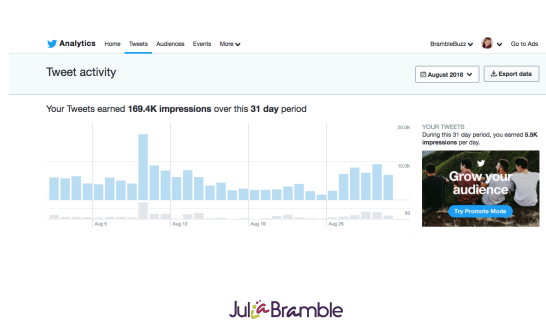 Analytics Home Tweets Audiences Events More BrambleBuzz Go to Ads
Tweet activity
August 2018 Export data
Your Tweets earned 169.4K impressions over this 31 day period
20.0K
10.0K
Aug 5 Aug 12 Aug 19 Aug 26
YOUR TWEETS
During this 31 day period, you earned 5.5K
impressions per day.
Grow your
audience
Try Promote Mode
Julia Bramble